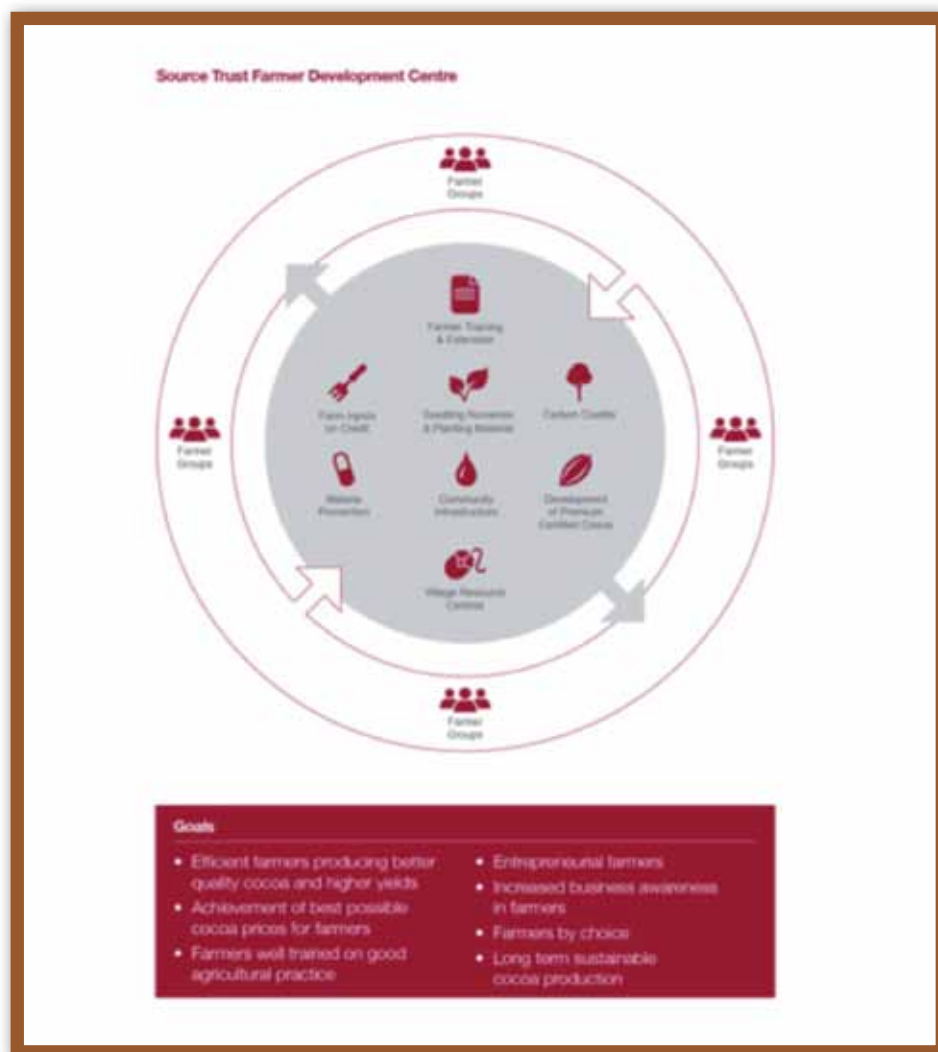 Source Trust Farmer Development Centre
Farmer
Groups
Farmer Training
& Extension
Farm Inputs
on Credit
Seedling Nurseries
& Planting Material
Carbon Credits
Farmer
Groups
Farmer
Groups
Malaria
Prevention
Community
Infrastructure
Development
of Premium
Certified Cocoa
Village Resource
Centres
Farmer
Groups
Goals
• Efficient farmers producing better
quality cocoa and higher yields
• Achievement of best possible
cocoa prices for farmers
• Farmers well trained on good
agricultural practice
• Entrepreneurial farmers
• Increased business awareness
in farmers
• Farmers by choice
• Long term sustainable
cocoa production